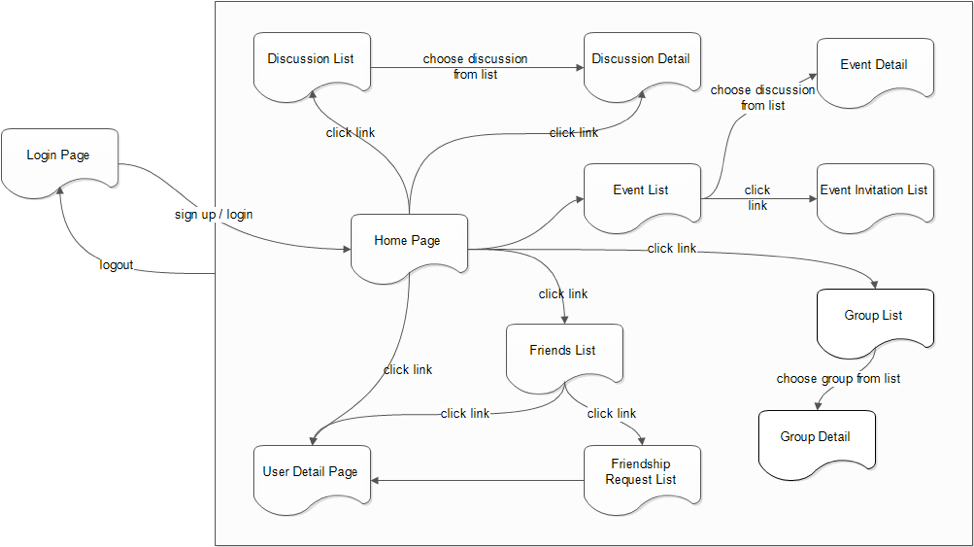 Discussion List
choose discussion
from list
Discussion Detail
Event Detail
choose discussion
from list
click link
click link
Login Page
sign up / login
logout
Event List
click
link
Event Invitation List
Home Page
click link
click link
Group List
Friends List
choose group from list
click link
click link
click link
Group Detail
User Detail Page
Friendship
Request List